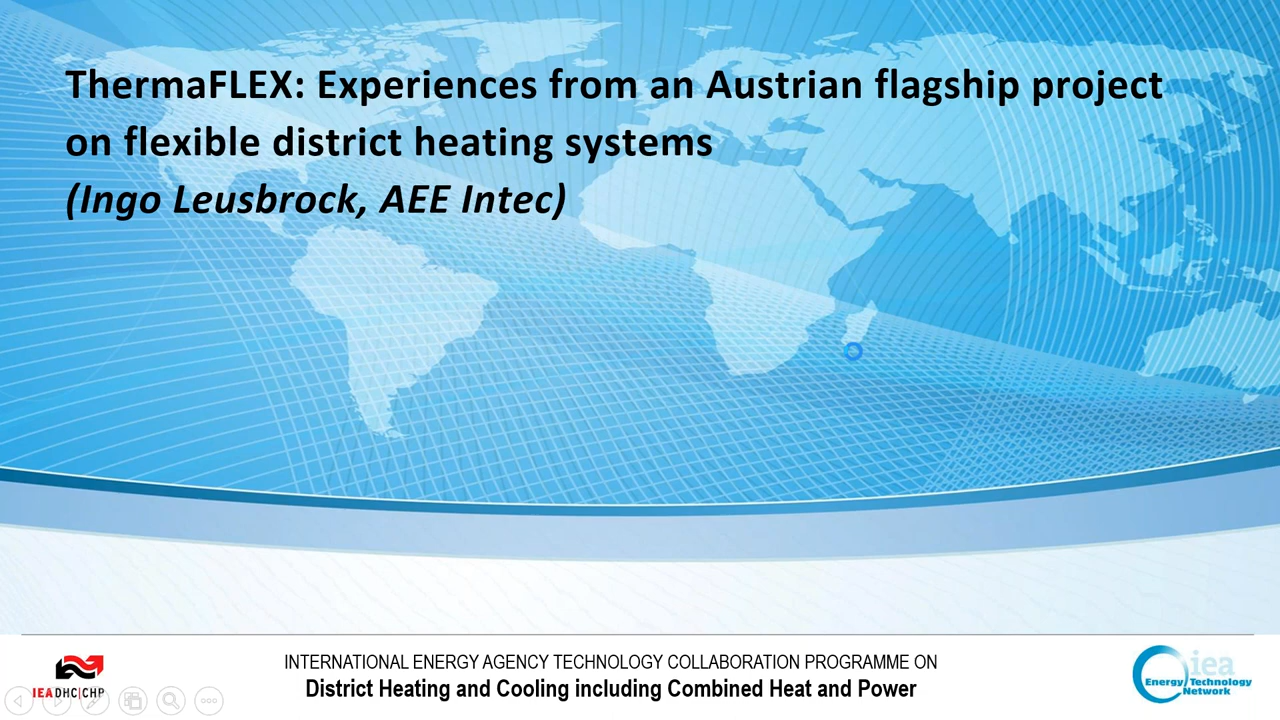 ThermaFLEX: Experiences from an Austrian flagship project
on flexible district heating systems
(Ingo Leusbrock, AEE Intec)
INTERNATIONAL ENERGY AGENCY TECHNOLOGY COLLABORATION PROGRAMME ON
District Heating and Cooling including Combined Heat and Power
IEA DHC|CHP
iea
Energy Technology
Network